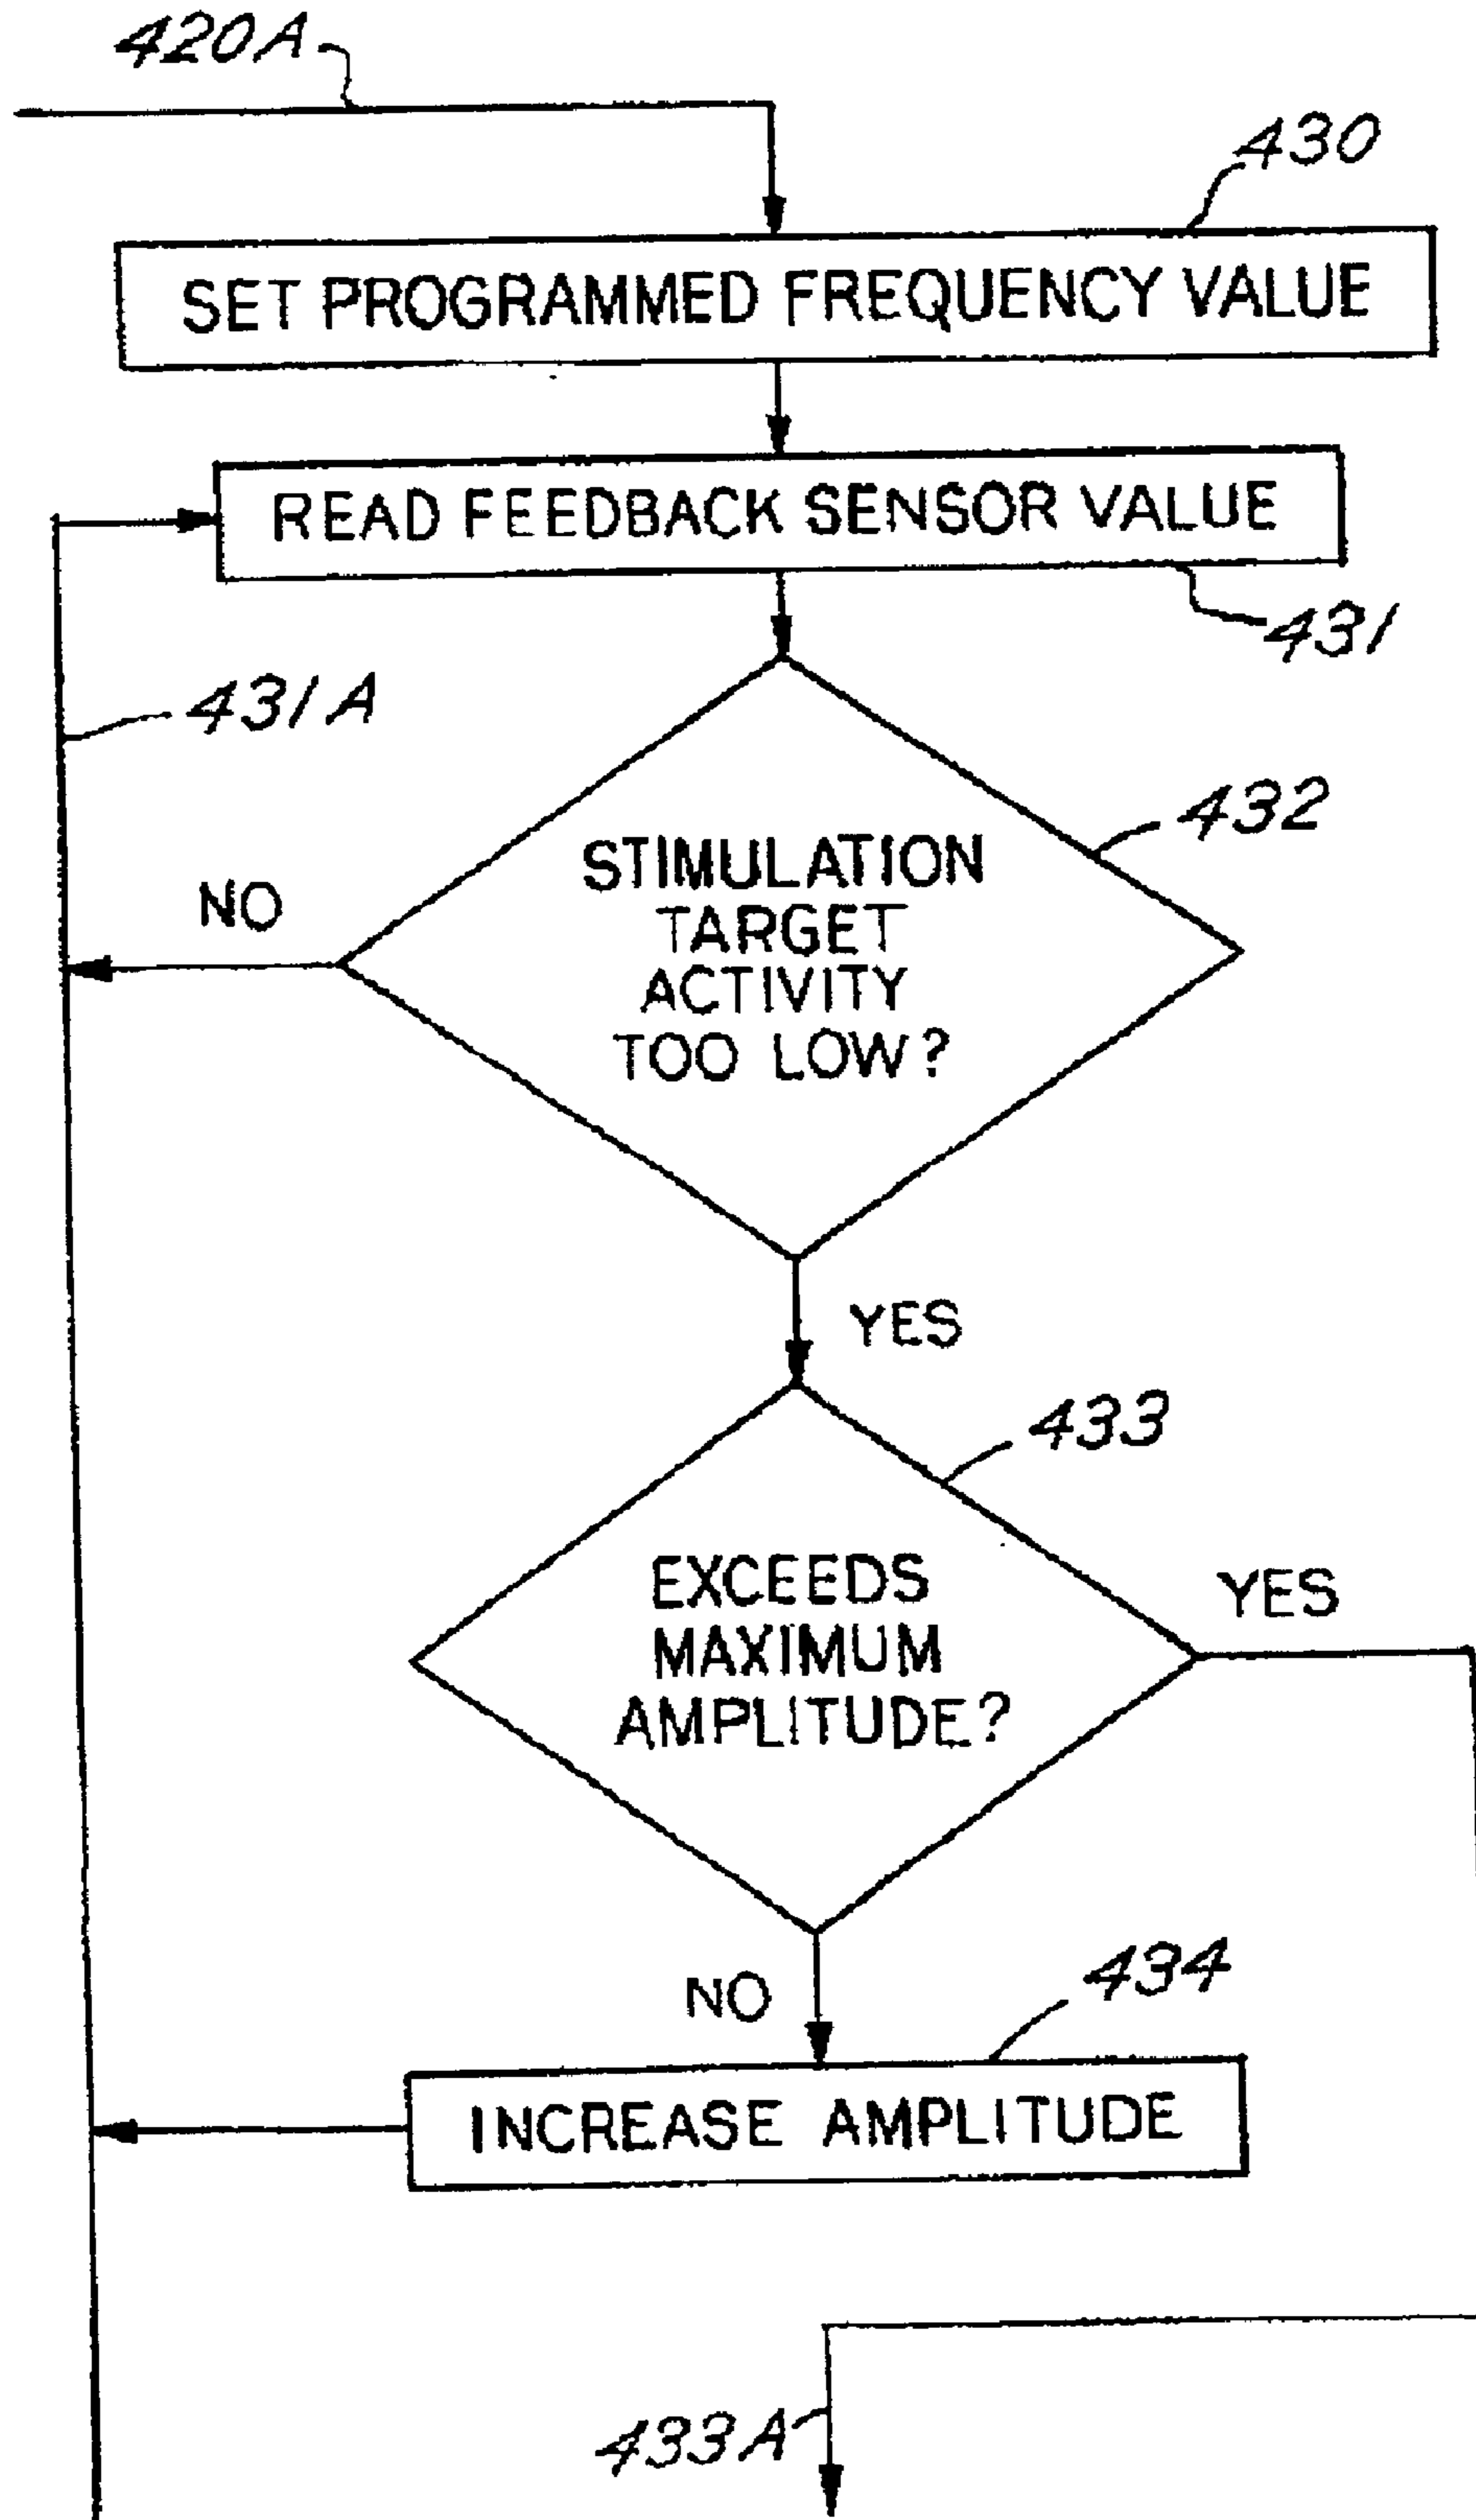 420A
430
SET PROGRAMMED FREQUENCY VALUE
READ FEEDBACK SENSOR VALUE
431
431A
432
NO
STIMULATION
TARGET
ACTIVITY
TOO LOW?
YES
433
EXCEEDS
MAXIMUM
AMPLITUDE?
YES
NO
434
INCREASE AMPLITUDE
433A